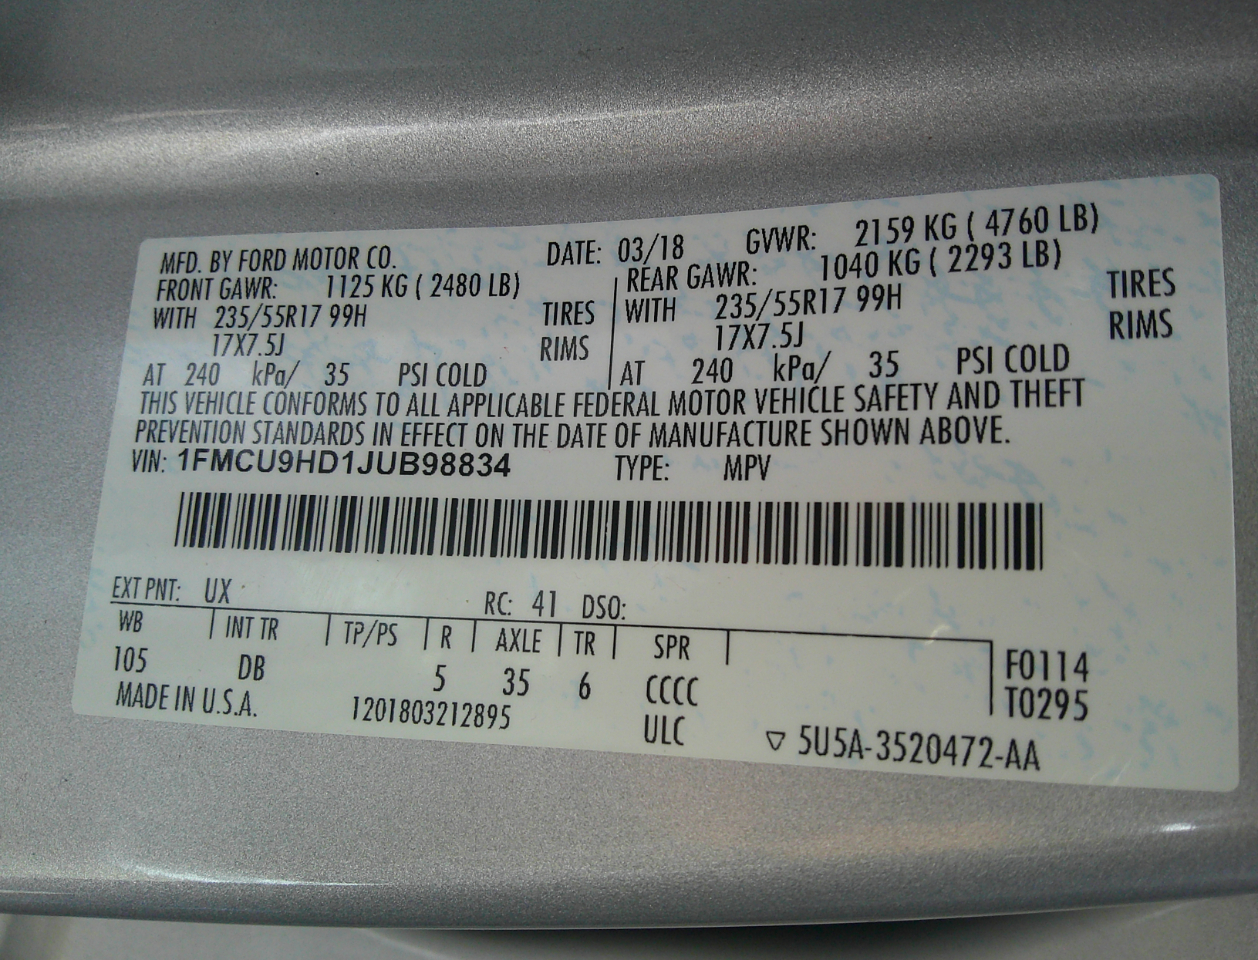 MFD. BY FORD MOTOR CO. DATE: 03/18 GVWR: 2159 KG ( 4760 LB)
FRONT GAWR: 1125 KG ( 2480 LB) REAR GAWR: 1040 KG ( 2293 LB)
WITH 235/55R17 99H TIRES WITH 235/55R17 99H TIRES
17X7.5J RIMS 17X7.5J RIMS
AT 240 kPa/ 35 PSI COLD AT 240 kPa/ 35 PSI COLD
THIS VEHICLE CONFORMS TO ALL APPLICABLE FEDERAL MOTOR VEHICLE SAFETY AND THEFT
PREVENTION STANDARDS IN EFFECT ON THE DATE OF MANUFACTURE SHOWN ABOVE.
VIN: 1FMCU9HD1JUB98834 TYPE: MPV
EXT PNT: UX RC: 41 DSO:
WB INT TR TP/PS R AXLE TR SPR
105 DB 5 35 6 CCCC F0114
MADE IN U.S.A. 1201803212895 ULC T0295
▽ 5U5A-3520472-AA